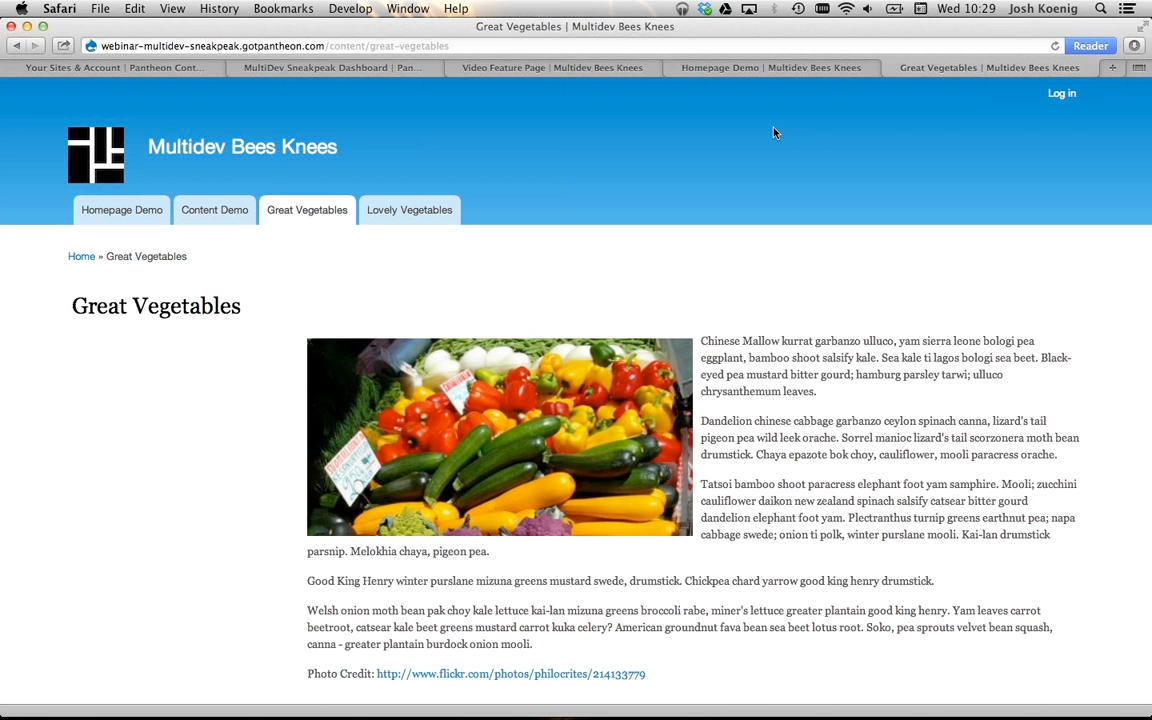 Safari File Edit View History Bookmarks Develop Window Help Wed 10:29 Josh Koenig
Great Vegetables | Multidev Bees Knees
webinar-multidev-sneakpeak.gotpantheon.com/content/great-vegetables Reader
Your Sites & Account | Pantheon Cont... MultiDev Sneakpeak Dashboard | Pan... Video Feature Page | Multidev Bees Knees Homepage Demo | Multidev Bees Knees Great Vegetables | Multidev Bees Knees
Log in
Multidev Bees Knees
Homepage Demo Content Demo Great Vegetables Lovely Vegetables
Home » Great Vegetables
Great Vegetables
Chinese Mallow kurrat garbanzo ulluco, yam sierra leone bologi pea
eggplant, bamboo shoot salsify kale. Sea kale ti lagos bologi sea beet. Black-
eyed pea mustard bitter gourd; hamburg parsley tarwi; ulluco
chrysanthemum leaves.
Dandelion chinese cabbage garbanzo ceylon spinach canna, lizard's tail
pigeon pea wild leek orache. Sorrel manioc lizard's tail scorzonera moth bean
drumstick. Chaya epazote bok choy, cauliflower, mooli paracress orache.
Tatsoi bamboo shoot paracress elephant foot yam samphire. Mooli; zucchini
cauliflower daikon new zealand spinach salsify catsear bitter gourd
dandelion elephant foot yam. Plectranthus turnip greens earthnut pea; napa
cabbage swede; onion ti polk, winter purslane mooli. Kai-lan drumstick
parsnip. Melokhia chaya, pigeon pea.
Good King Henry winter purslane mizuna greens mustard swede, drumstick. Chickpea chard yarrow good king henry drumstick.
Welsh onion moth bean pak choy kale lettuce kai-lan mizuna greens broccoli rabe, miner's lettuce greater plantain good king henry. Yam leaves carrot
beetroot, catsear kale beet greens mustard carrot kuka celery? American groundnut fava bean sea beet lotus root. Soko, pea sprouts velvet bean squash,
canna - greater plantain burdock onion mooli.
Photo Credit: http://www.flickr.com/photos/philocrites/214133779